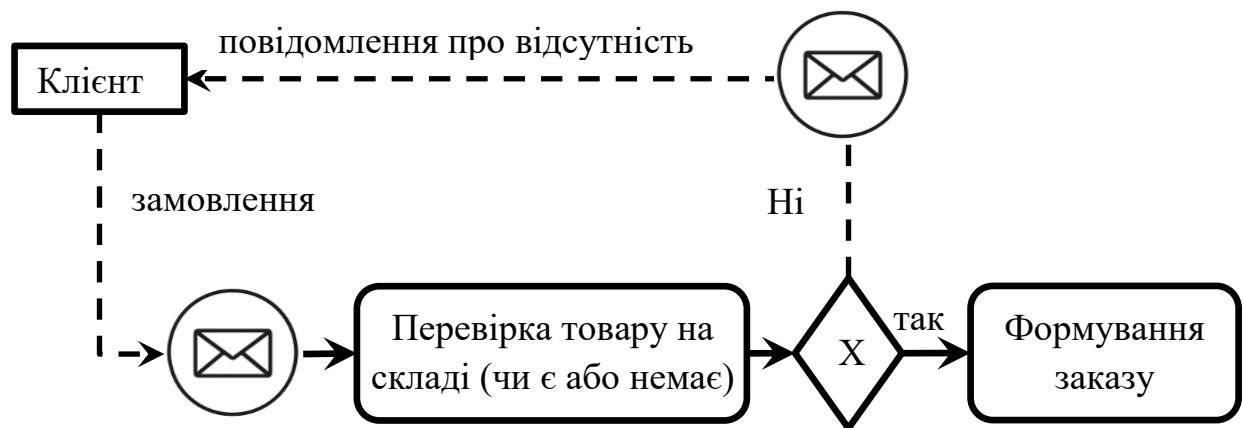 повідомлення про відсутність
Клієнт
замовлення
Ні
Перевірка товару на
складі (чи є або немає)
X
так
Формування
заказу